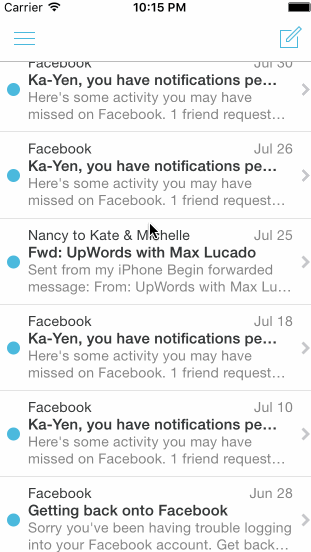 Carrier 10:15 PM
Facebook Jul 30
Ka-Yen, you have notifications pe…
Here's some activity you may have
missed on Facebook. 1 friend request…
Facebook Jul 26
Ka-Yen, you have notifications pe…
Here's some activity you may have
missed on Facebook. 1 friend request…
Nancy to Kate & Michelle Jul 25
Fwd: UpWords with Max Lucado
Sent from my iPhone Begin forwarded
message: From: UpWords with Max Lu…
Facebook Jul 18
Ka-Yen, you have notifications pe…
Here's some activity you may have
missed on Facebook. 1 friend request…
Facebook Jul 10
Ka-Yen, you have notifications pe…
Here's some activity you may have
missed on Facebook. 1 friend request…
Facebook Jun 28
Getting back onto Facebook
Sorry you've been having trouble logging
into your Facebook account. Get back…